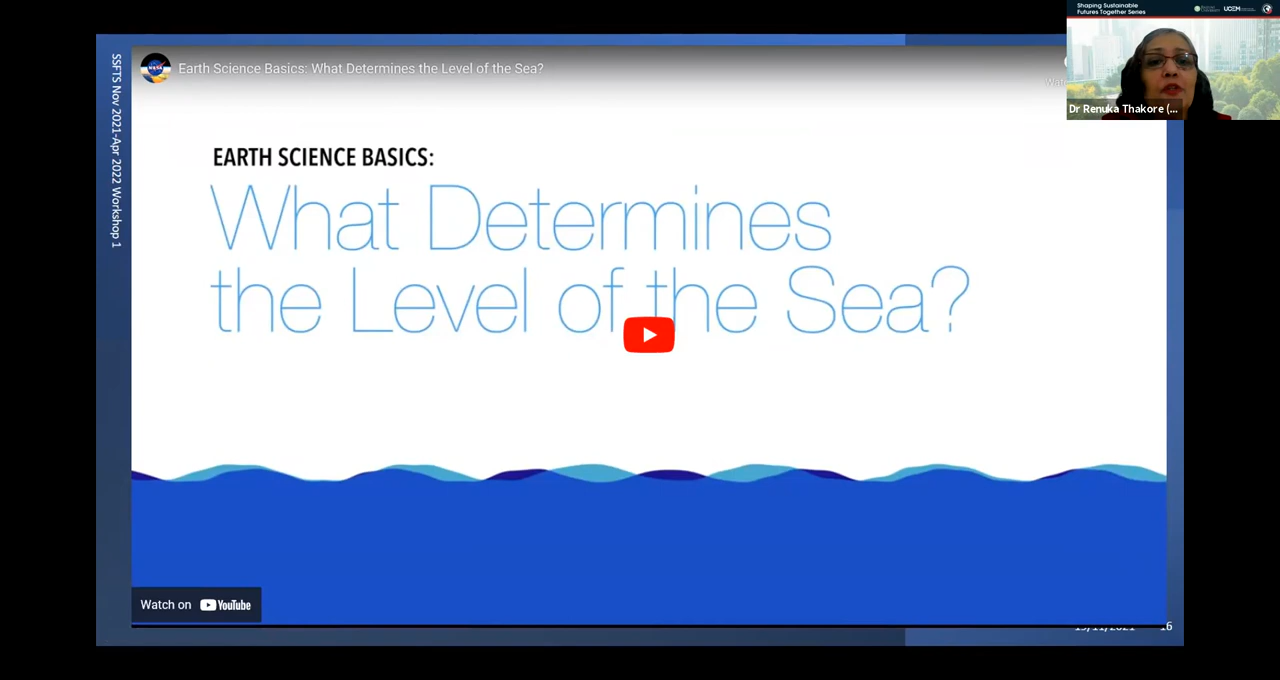 Shaping Sustainable
Futures Together Series
UCEM
Dr Renuka Thakore (...
SSFTS Nov 2021-Apr 2022 Workshop 1
Earth Science Basics: What Determines the Level of the Sea?
EARTH SCIENCE BASICS:
What Determines
the Level of the Sea?
Watch on YouTube
16